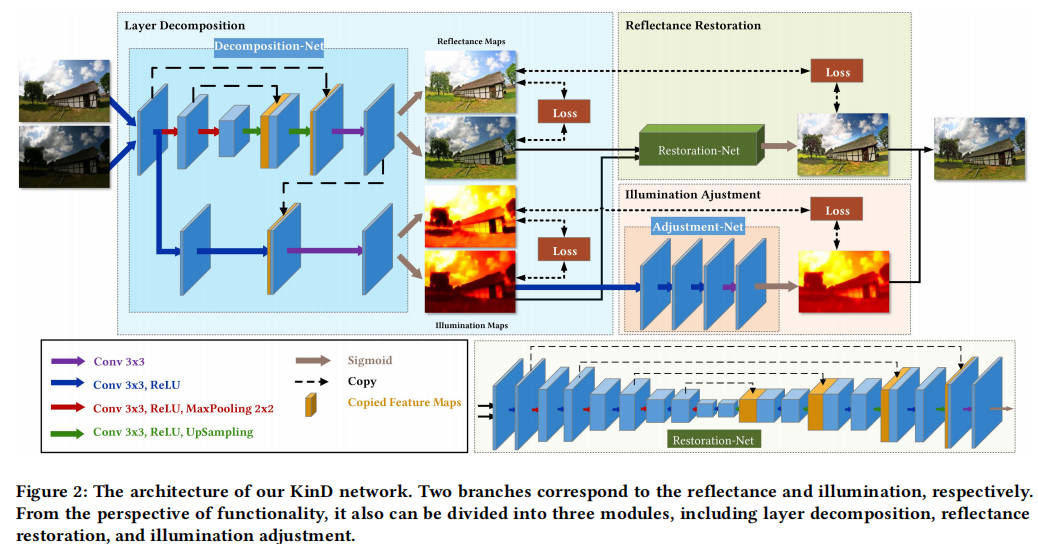 Layer Decomposition
Decomposition-Net
Reflectance Maps
Loss
Loss
Illumination Maps
Reflectance Restoration
Loss
Restoration-Net
Illumination Ajustment
Adjustment-Net
Loss
Conv 3x3
Conv 3x3, ReLU
Conv 3x3, ReLU, MaxPooling 2x2
Conv 3x3, ReLU, UpSampling
Sigmoid
Copy
Copied Feature Maps
Restoration-Net
Figure 2: The architecture of our KinD network. Two branches correspond to the reflectance and illumination, respectively.
From the perspective of functionality, it also can be divided into three modules, including layer decomposition, reflectance
restoration, and illumination adjustment.